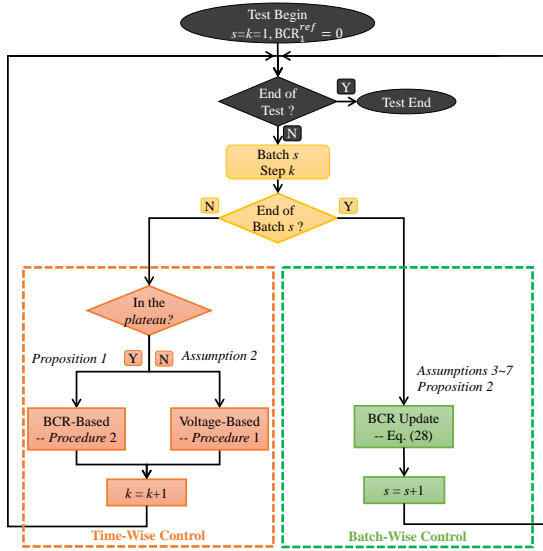 Test Begin
s=k=1, BCR₁ʳᵉᶠ = 0
End of
Test ?
Y
Test End
N
Batch s
Step k
N
End of
Batch s ?
Y
In the
plateau?
Proposition 1
Y
N
Assumption 2
Assumptions 3~7
Proposition 2
BCR-Based
-- Procedure 2
Voltage-Based
-- Procedure 1
BCR Update
-- Eq. (28)
k = k+1
s = s+1
Time-Wise Control
Batch-Wise Control